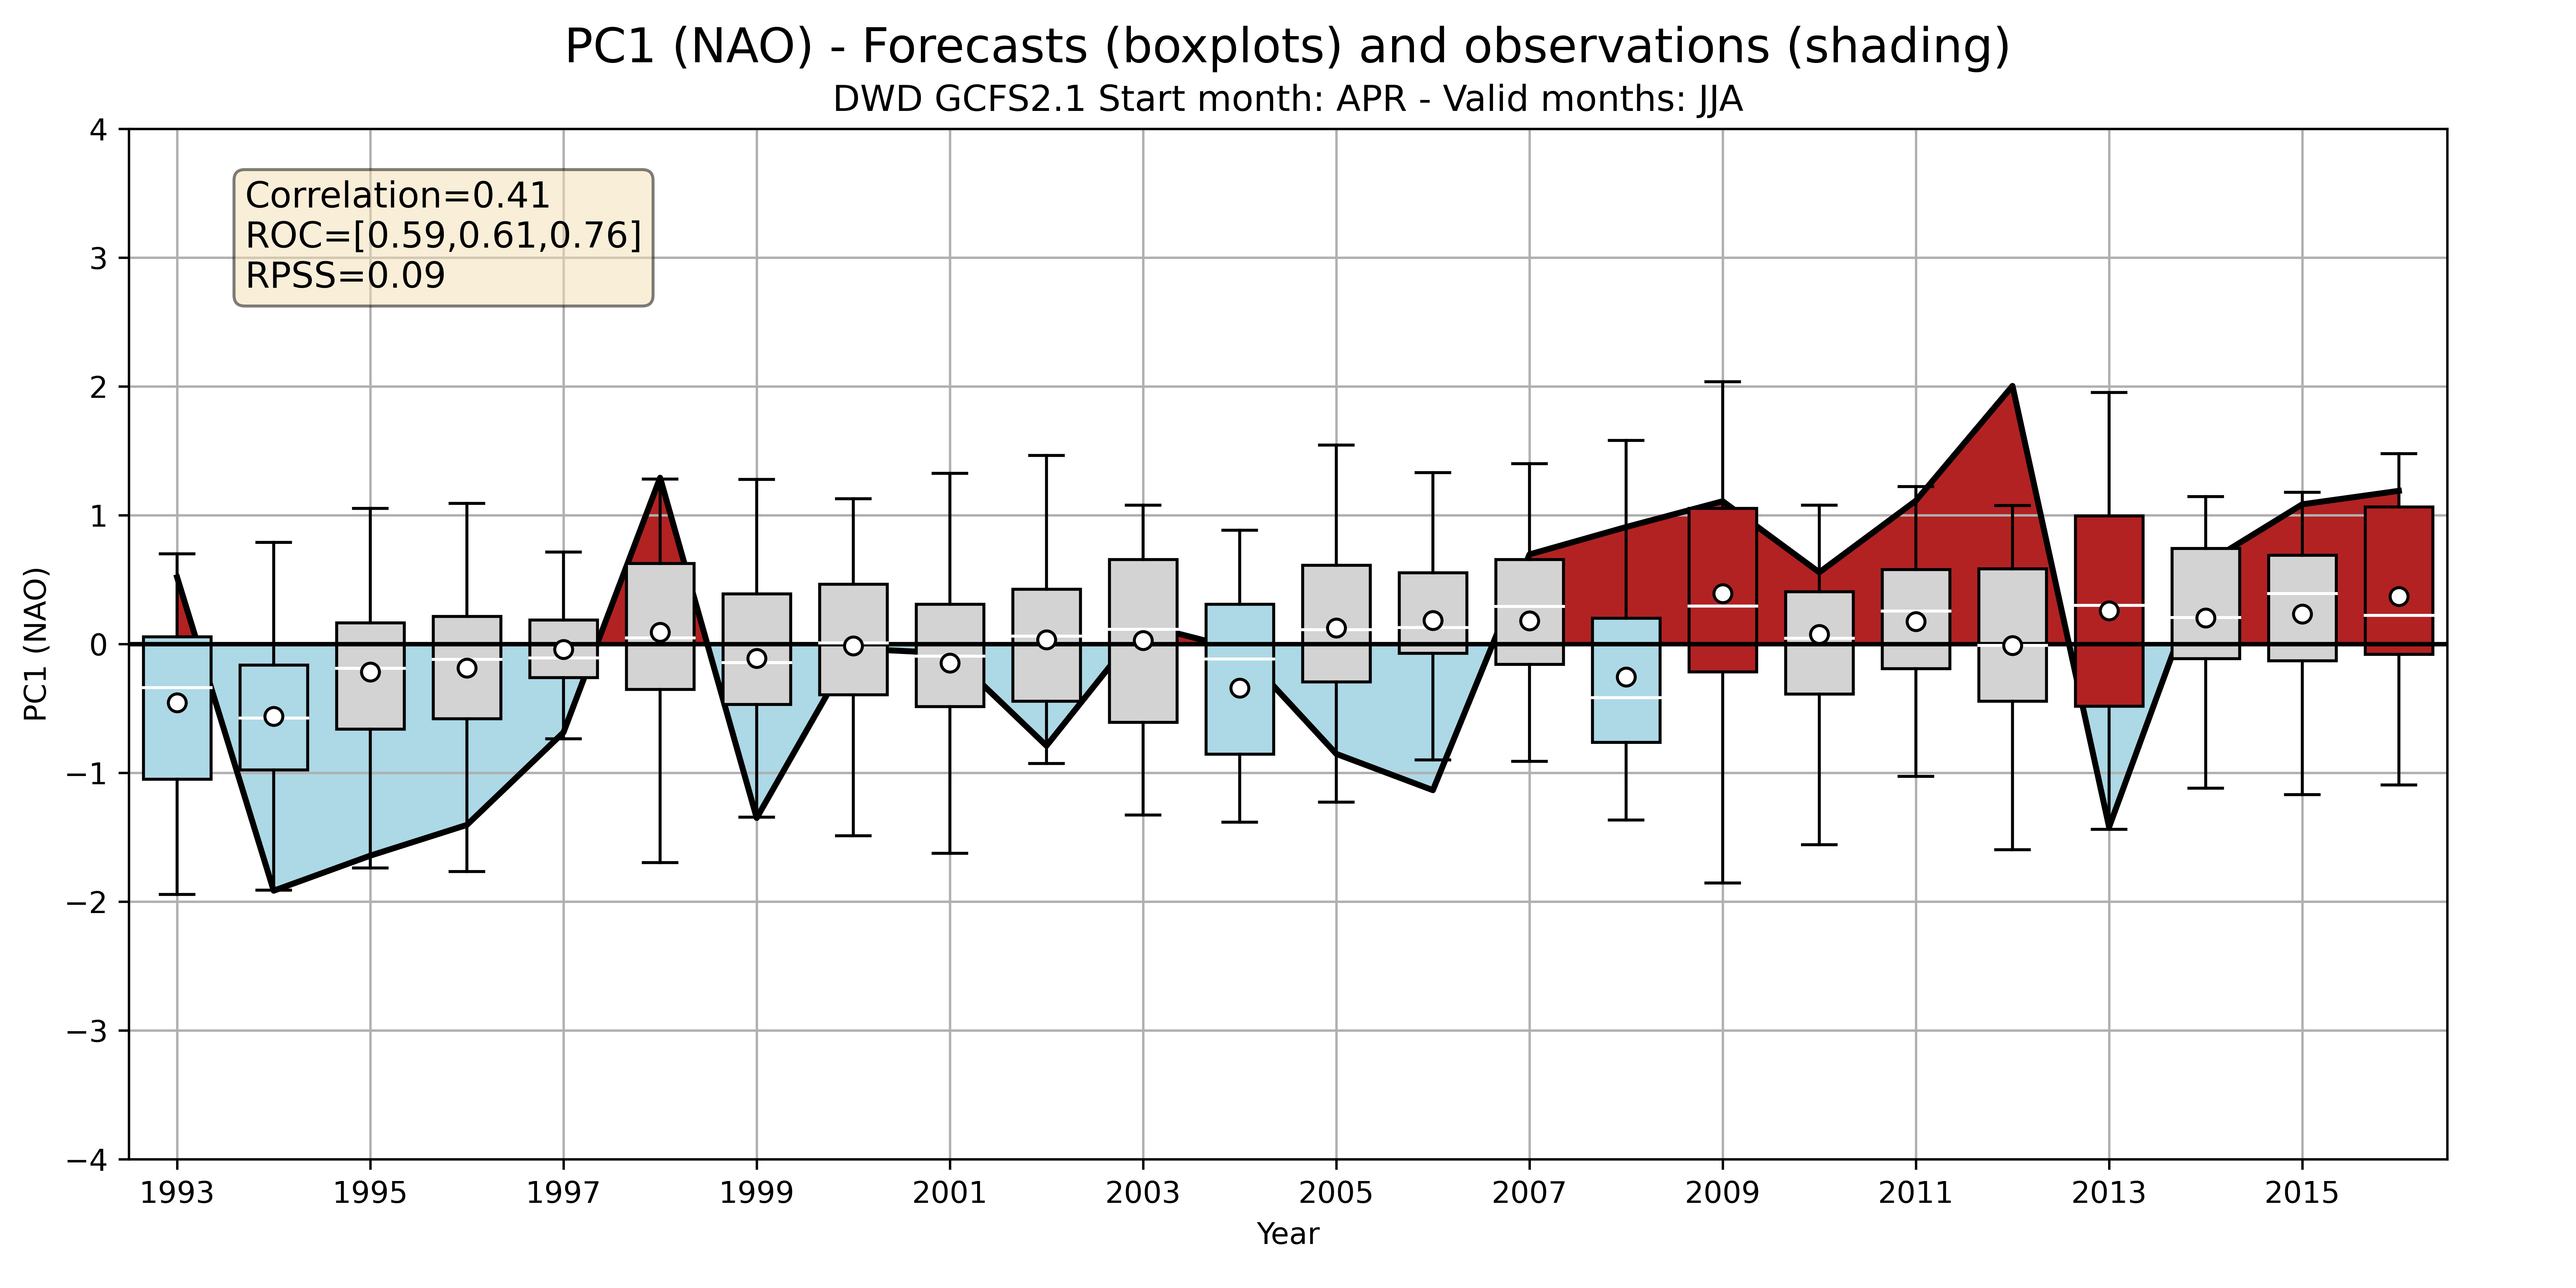 PC1 (NAO) - Forecasts (boxplots) and observations (shading)
DWD GCFS2.1 Start month: APR - Valid months: JJA
Correlation=0.41
ROC=[0.59,0.61,0.76]
RPSS=0.09
PC1 (NAO)
4
3
2
1
0
−1
−2
−3
−4
1993 1995 1997 1999 2001 2003 2005 2007 2009 2011 2013 2015
Year